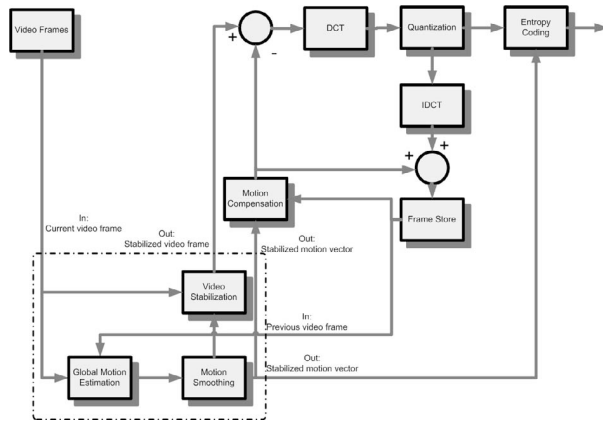 Video Frames
+
-
DCT
Quantization
Entropy
Coding
IDCT
+
+
Motion
Compensation
Frame Store
In:
Current video frame
Out:
Stabilized video frame
Out:
Stabilized motion vector
Video
Stabilization
In:
Previous video frame
Global Motion
Estimation
Motion
Smoothing
Out:
Stabilized motion vector